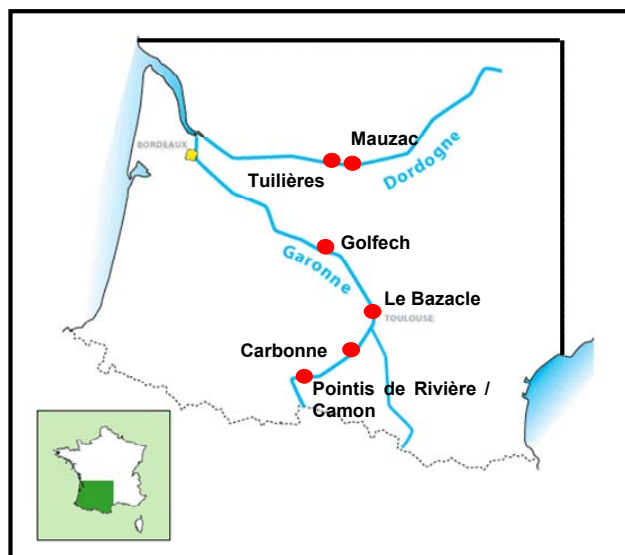 BORDEAUX
Mauzac
Tuilières
Dordogne
Golfech
Garonne
Le Bazacle
TOULOUSE
Carbonne
Pointis de Rivière /
Camon